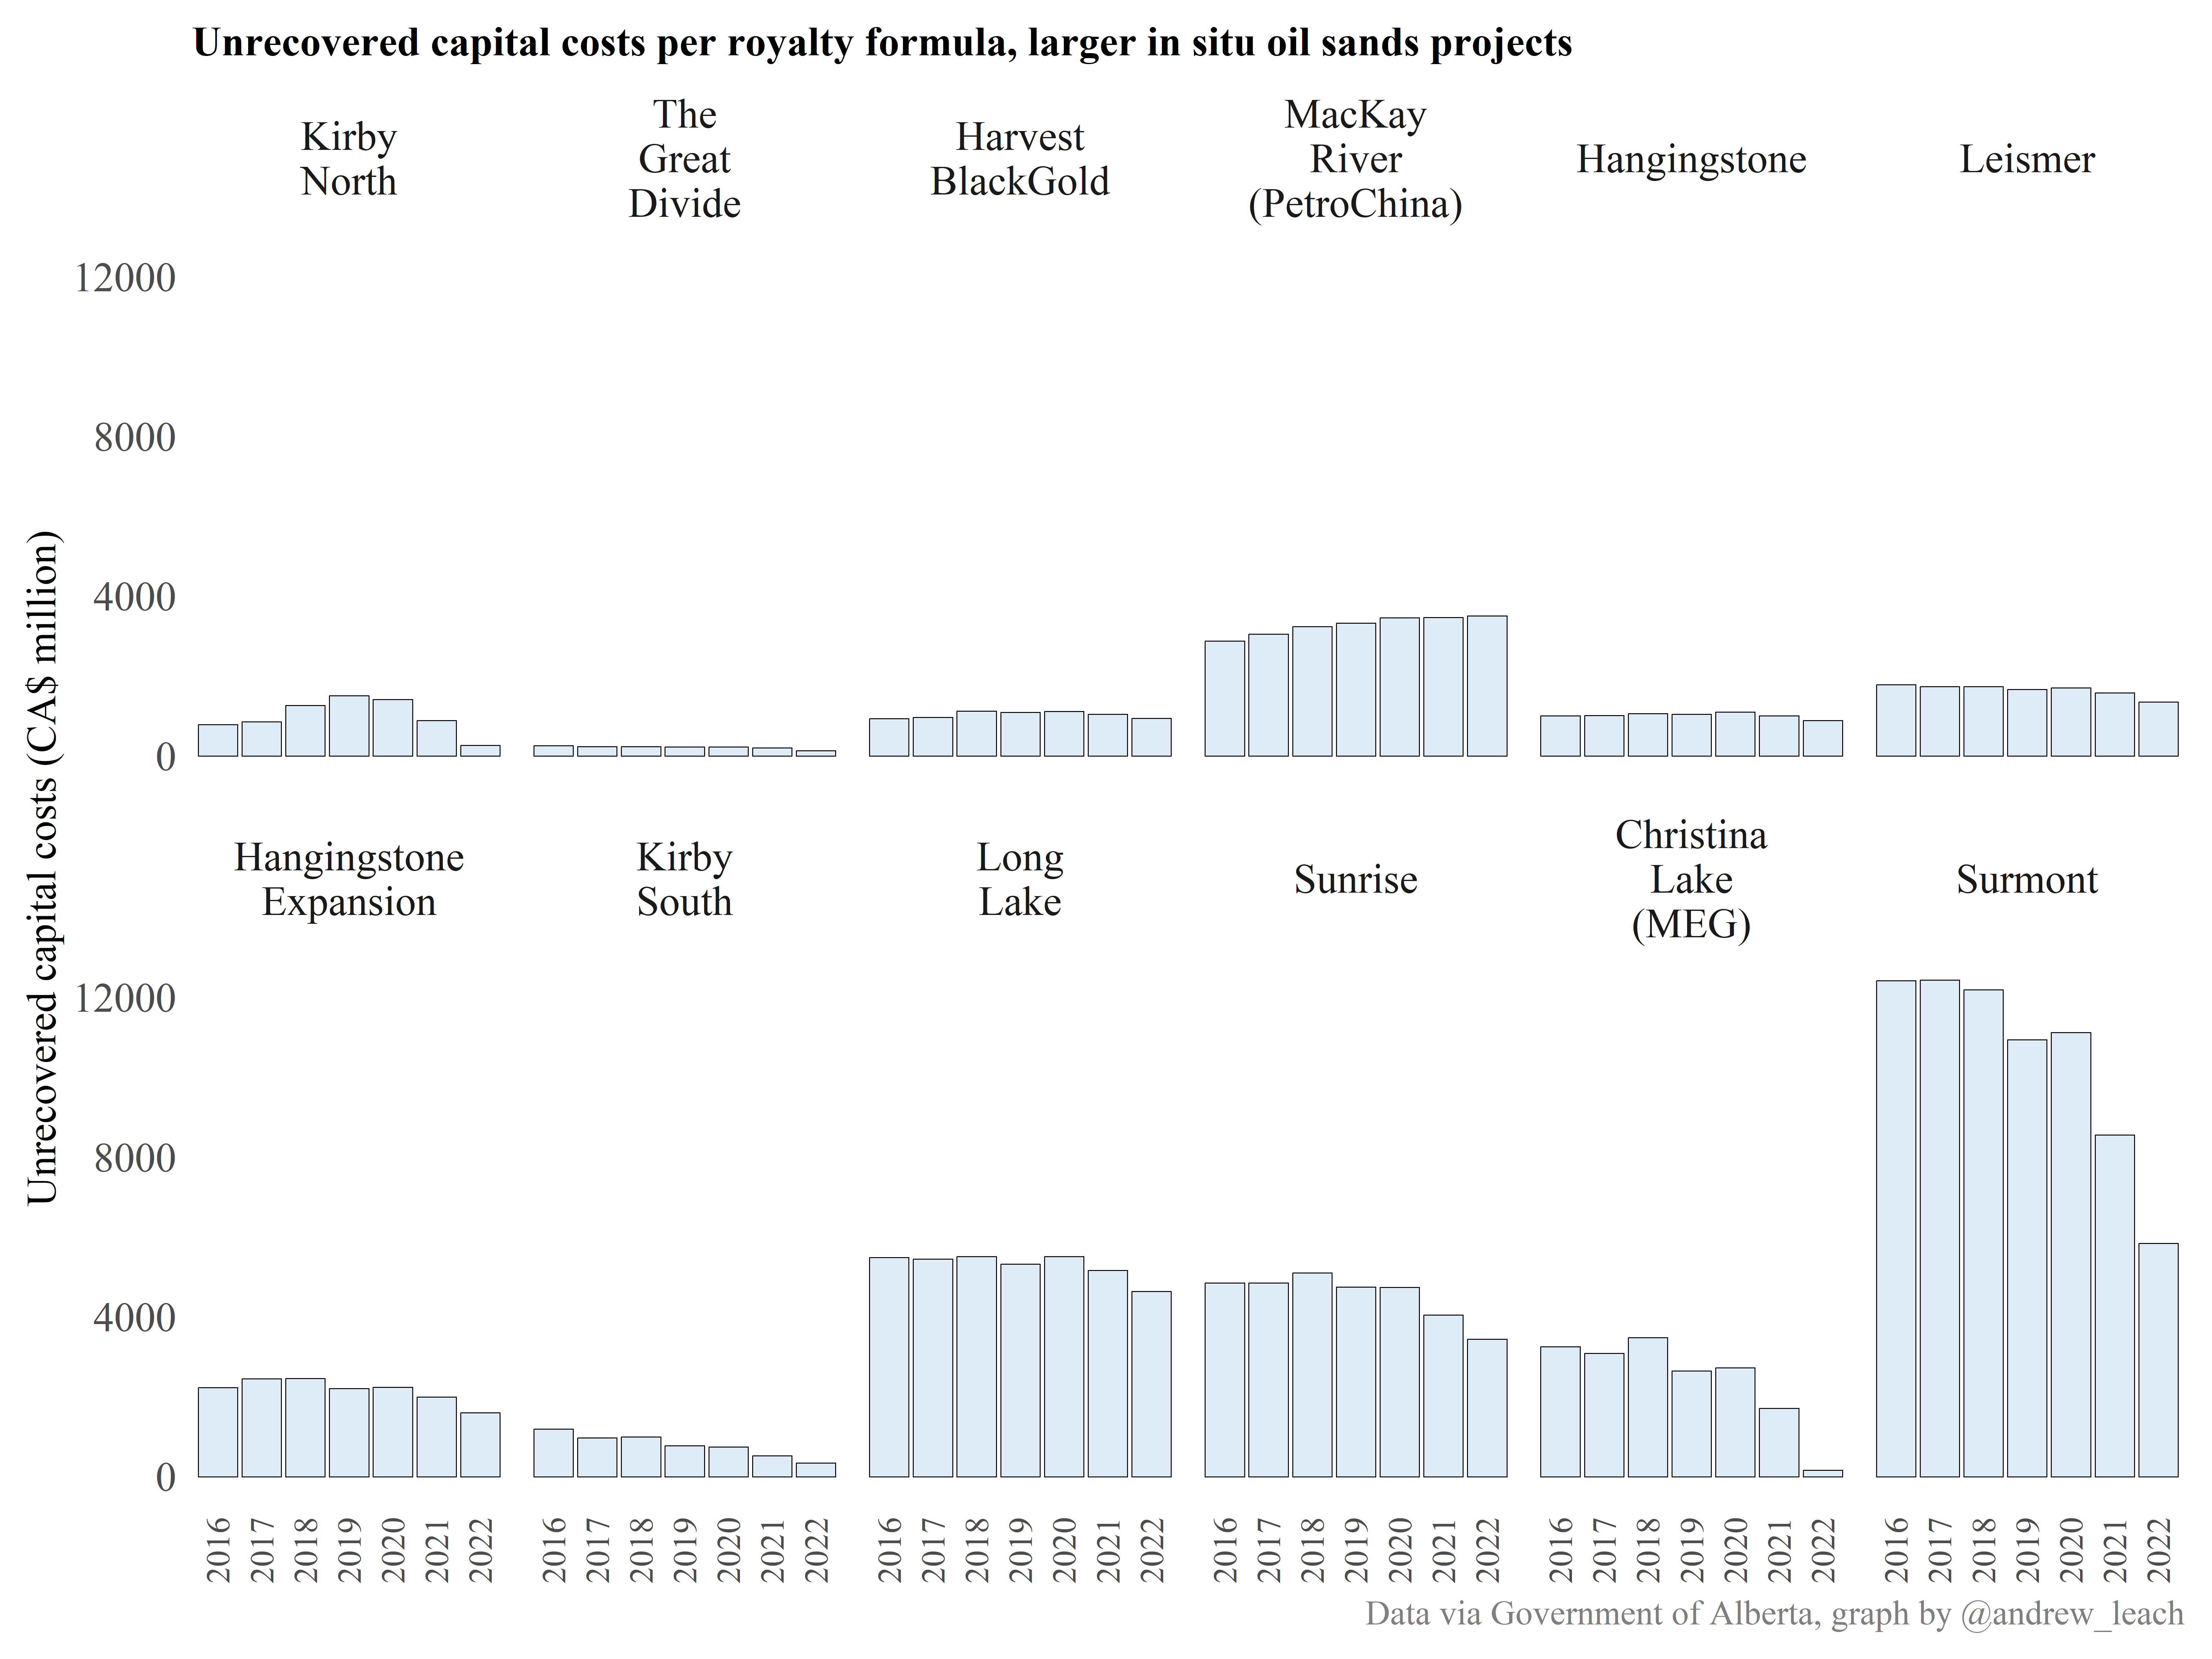 Unrecovered capital costs per royalty formula, larger in situ oil sands projects
Unrecovered capital costs (CA$ million)
Kirby
North
The
Great
Divide
Harvest
BlackGold
MacKay
River
(PetroChina)
Hangingstone
Leismer
12000
8000
4000
0
Hangingstone
Expansion
Kirby
South
Long
Lake
Sunrise
Christina
Lake
(MEG)
Surmont
12000
8000
4000
0
2016 2017 2018 2019 2020 2021 2022
2016 2017 2018 2019 2020 2021 2022
2016 2017 2018 2019 2020 2021 2022
2016 2017 2018 2019 2020 2021 2022
2016 2017 2018 2019 2020 2021 2022
2016 2017 2018 2019 2020 2021 2022
Data via Government of Alberta, graph by @andrew_leach